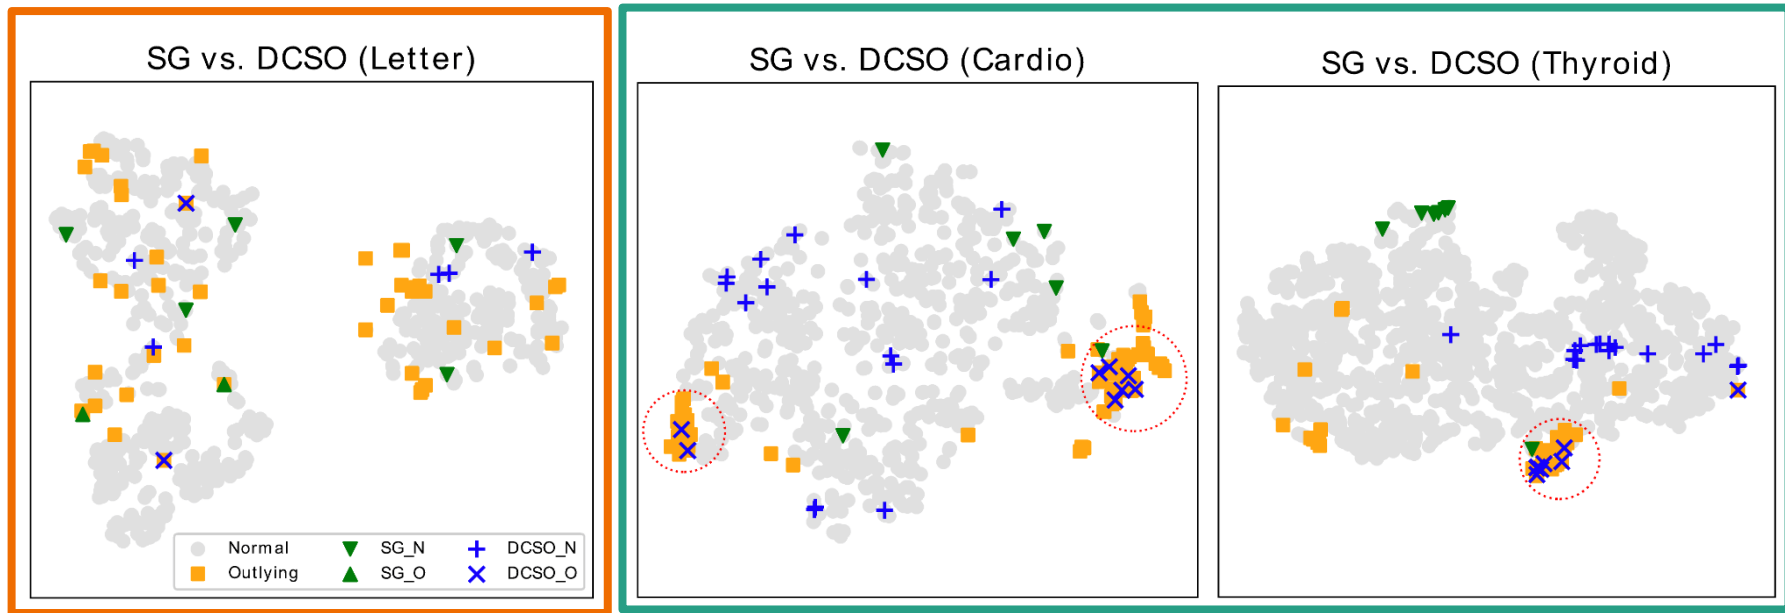 SG vs. DCSO (Letter)
SG vs. DCSO (Cardio)
SG vs. DCSO (Thyroid)
Normal SG_N DCSO_N
Outlying SG_O DCSO_O